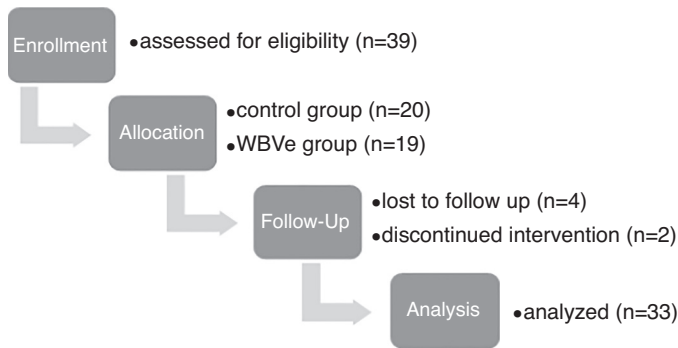 Enrollment
•assessed for eligibility (n=39)
Allocation
•control group (n=20)
•WBVe group (n=19)
Follow-Up
•lost to follow up (n=4)
•discontinued intervention (n=2)
Analysis
•analyzed (n=33)